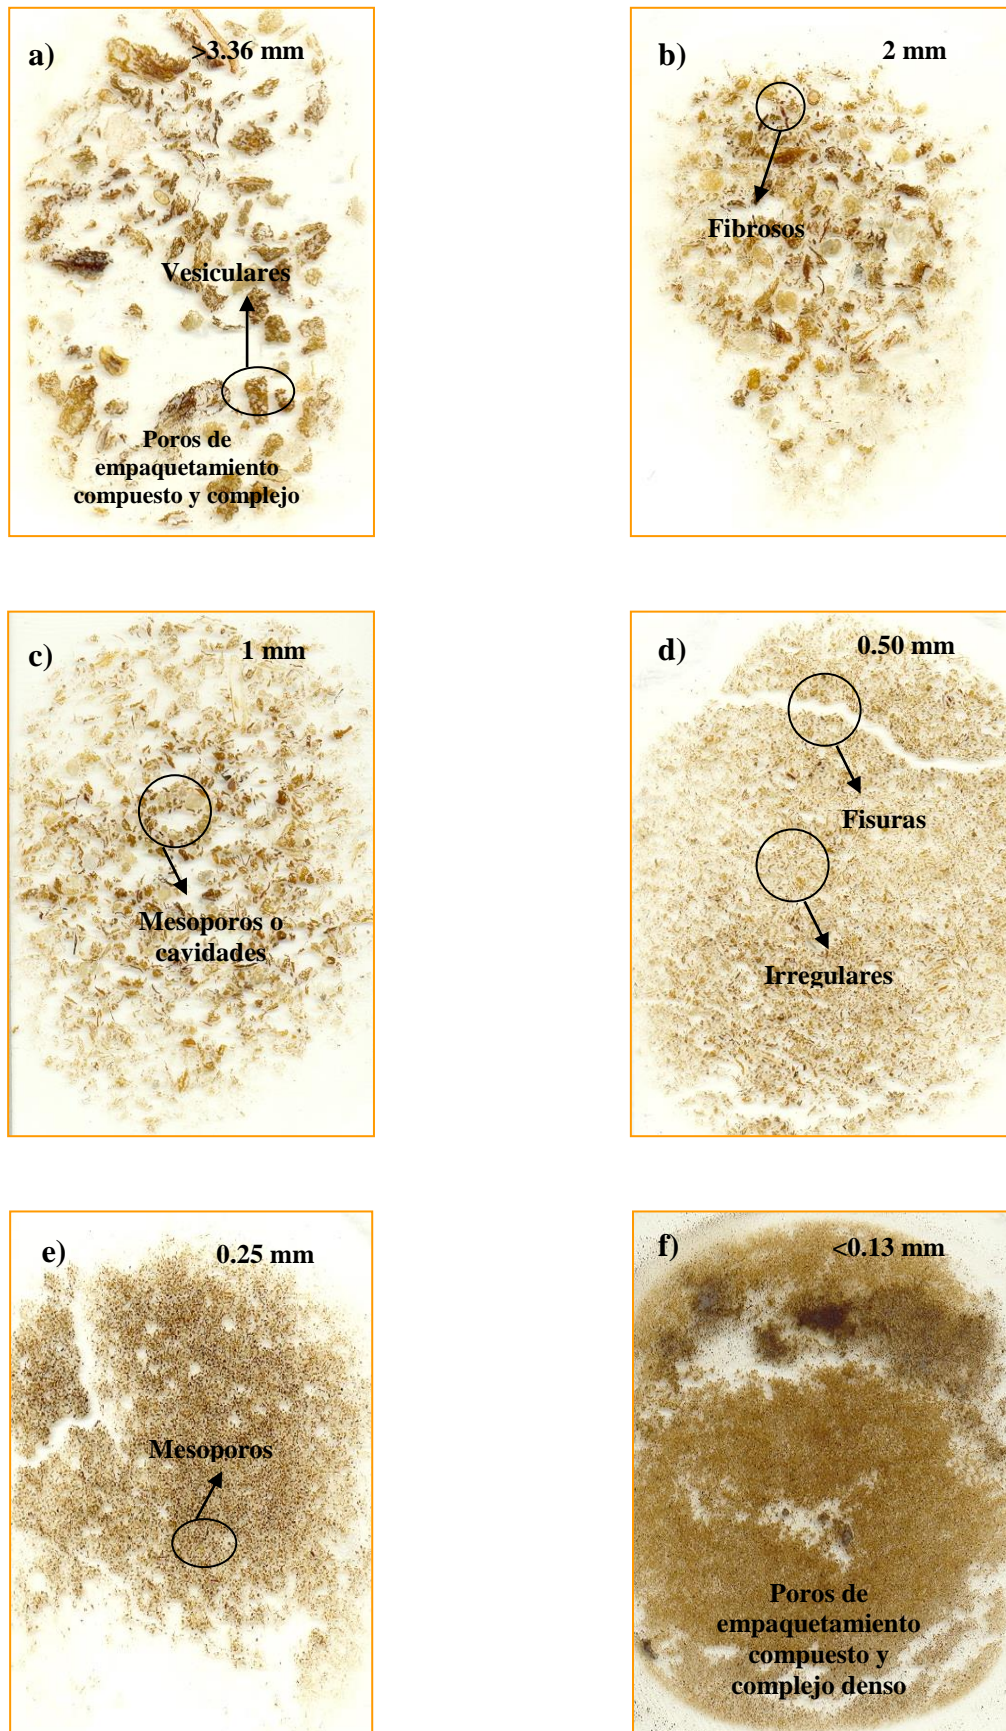 a)
>3.36 mm
Vesiculares
Poros de
empaquetamiento
compuesto y complejo
b)
2 mm
Fibrosos
c)
1 mm
Mesoporos o
cavidades
d)
0.50 mm
Fisuras
Irregulares
e)
0.25 mm
Mesoporos
f)
<0.13 mm
Poros de
empaquetamiento
compuesto y
complejo denso